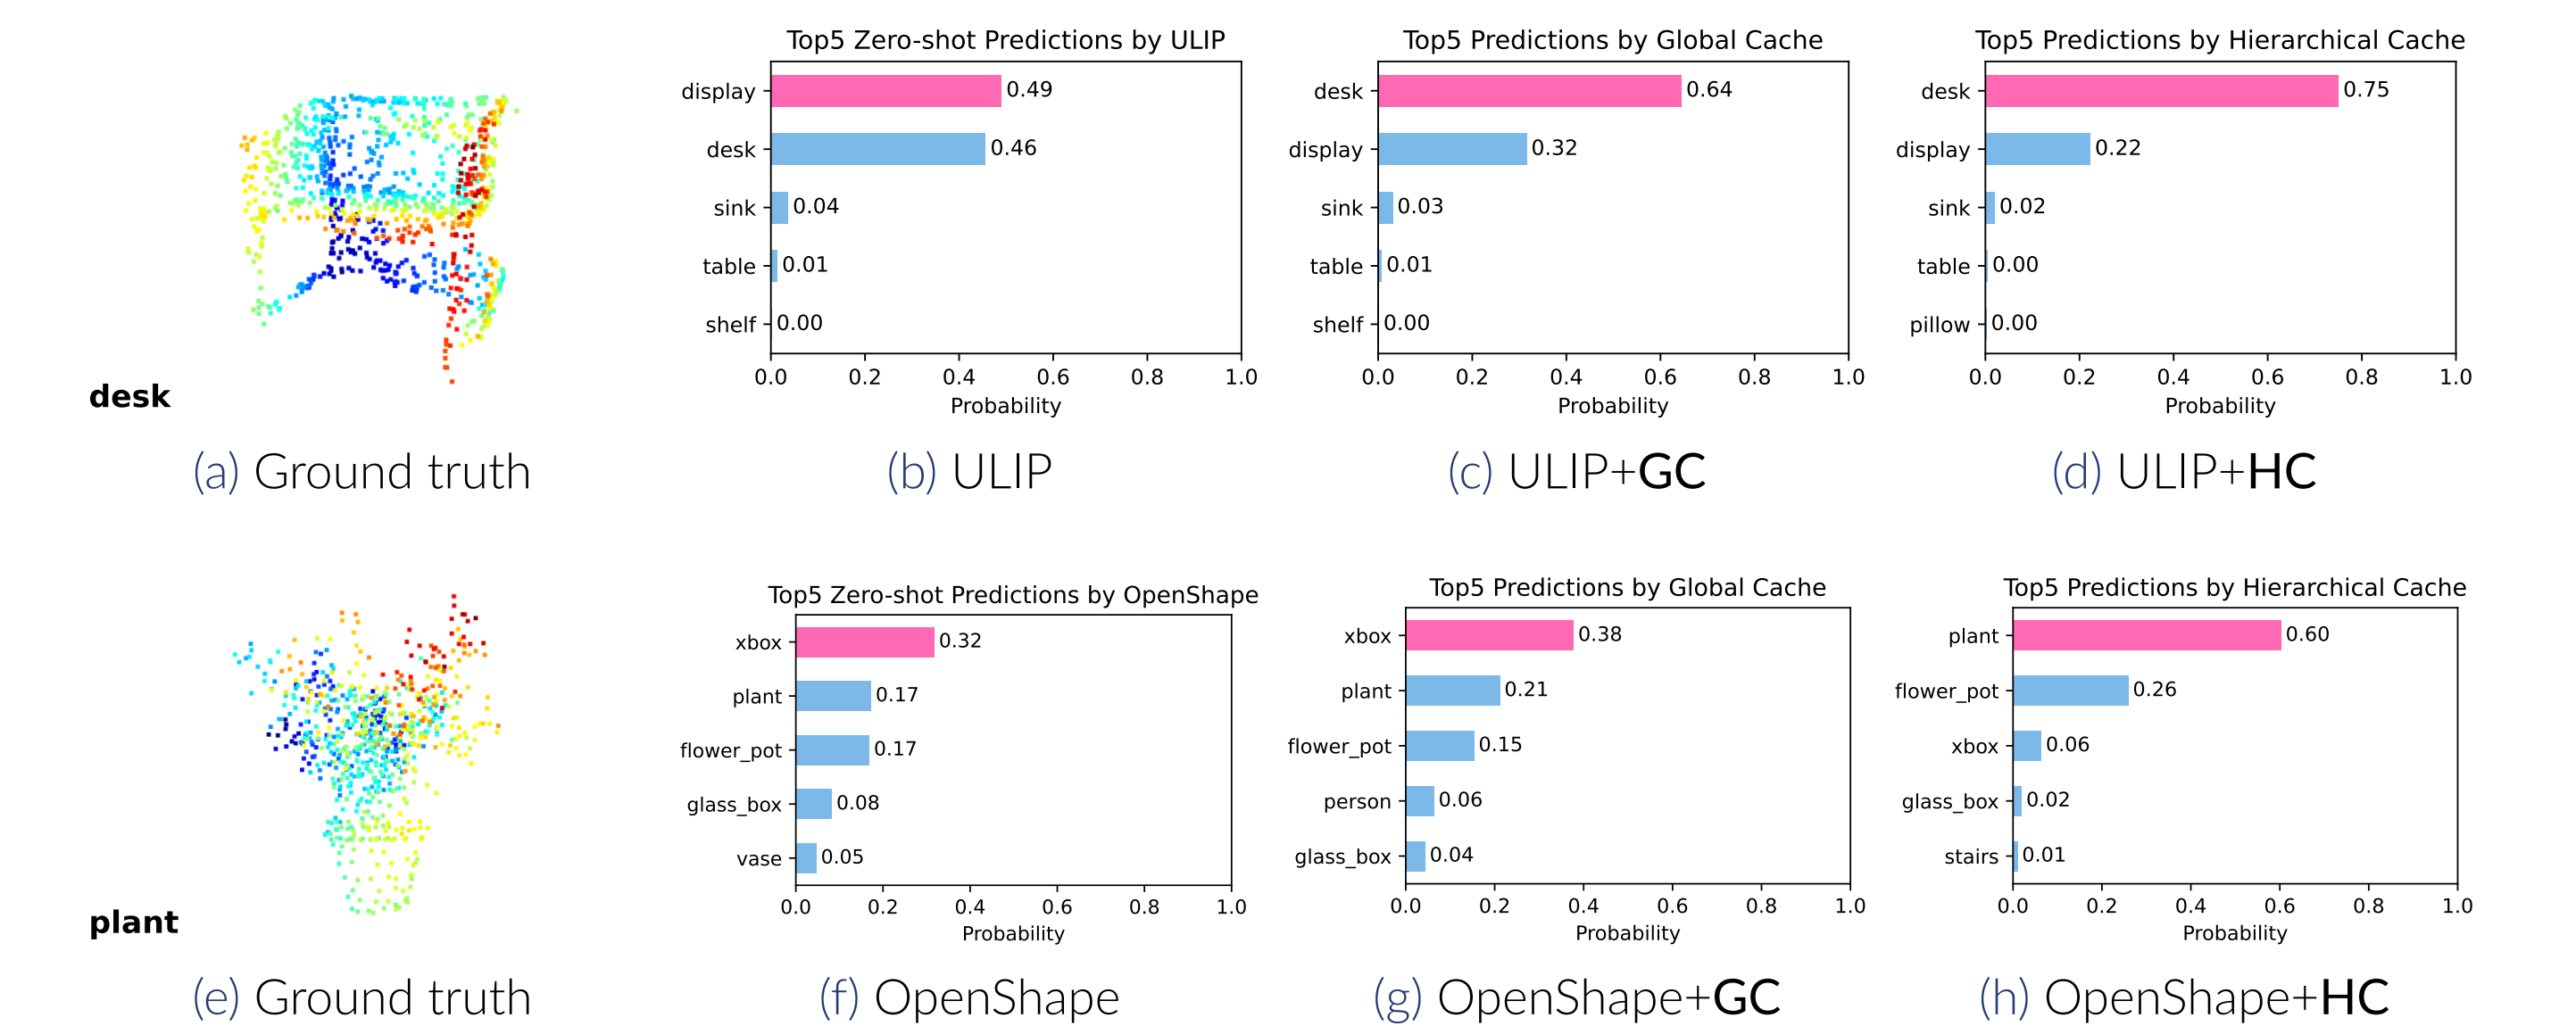 desk
(a) Ground truth
Top5 Zero-shot Predictions by ULIP
display
0.49
desk
0.46
sink
0.04
table
0.01
shelf
0.00
0.0 0.2 0.4 0.6 0.8 1.0
Probability
(b) ULIP
Top5 Predictions by Global Cache
desk
0.64
display
0.32
sink
0.03
table
0.01
shelf
0.00
0.0 0.2 0.4 0.6 0.8 1.0
Probability
(c) ULIP+GC
Top5 Predictions by Hierarchical Cache
desk
0.75
display
0.22
sink
0.02
table
0.00
pillow
0.00
0.0 0.2 0.4 0.6 0.8 1.0
Probability
(d) ULIP+HC
plant
(e) Ground truth
Top5 Zero-shot Predictions by OpenShape
xbox
0.32
plant
0.17
flower_pot
0.17
glass_box
0.08
vase
0.05
0.0 0.2 0.4 0.6 0.8 1.0
Probability
(f) OpenShape
Top5 Predictions by Global Cache
xbox
0.38
plant
0.21
flower_pot
0.15
person
0.06
glass_box
0.04
0.0 0.2 0.4 0.6 0.8 1.0
Probability
(g) OpenShape+GC
Top5 Predictions by Hierarchical Cache
plant
0.60
flower_pot
0.26
xbox
0.06
glass_box
0.02
stairs
0.01
0.0 0.2 0.4 0.6 0.8 1.0
Probability
(h) OpenShape+HC